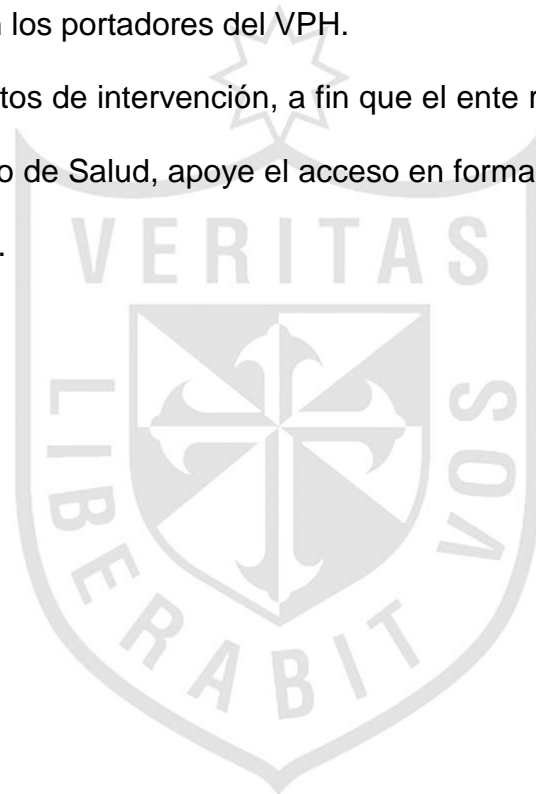 los portadores del VPH.
tos de intervención, a fin que el ente r
o de Salud, apoye el acceso en forma
.
VERITAS
LIBERABIT VOS